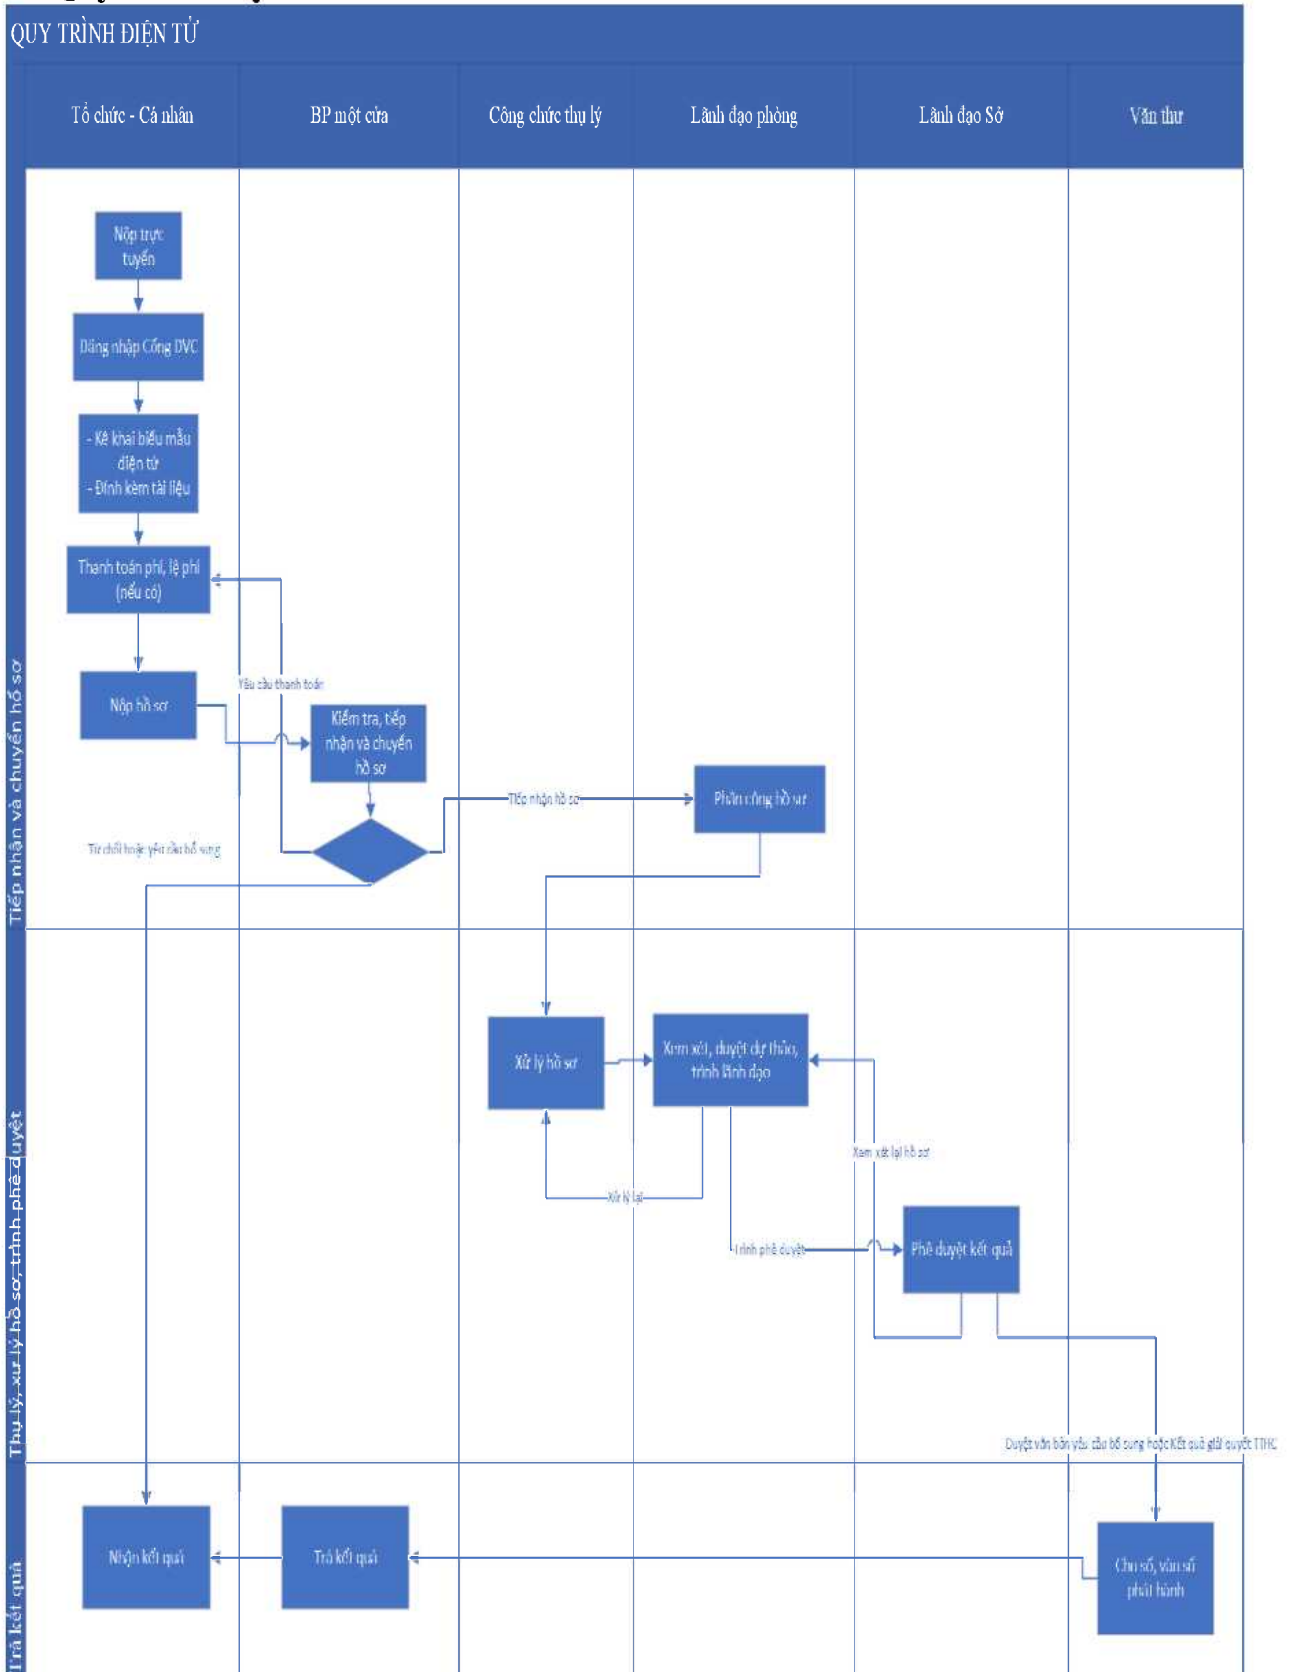 QUY TRÌNH ĐIỆN TỬ
Tổ chức - Cá nhân
BP một cửa
Công chức thụ lý
Lãnh đạo phòng
Lãnh đạo Sở
Văn thư
Tiếp nhận và chuyển hồ sơ
Nộp trực
tuyến
Đăng nhập Cổng DVC
- Kê khai biểu mẫu
điện tử
- Đính kèm tài liệu
Thanh toán phí, lệ phí
(nếu có)
Yêu cầu thanh toán
Nộp hồ sơ
Kiểm tra, tiếp
nhận và chuyển
hồ sơ
Tiếp nhận hồ sơ
Phân công hồ sơ
Từ chối hoặc yêu cầu bổ sung
Thụ lý, xử lý hồ sơ, trình phê duyệt
Xử lý hồ sơ
Xem xét, duyệt dự thảo,
trình lãnh đạo
Xem xét lại hồ sơ
Xử lý lại
Trình phê duyệt
Phê duyệt kết quả
Duyệt văn bản yêu cầu bổ sung hoặc Kết quả giải quyết TTHC
Trả kết quả
Nhận kết quả
Trả kết quả
Cho số, vào sổ
phát hành